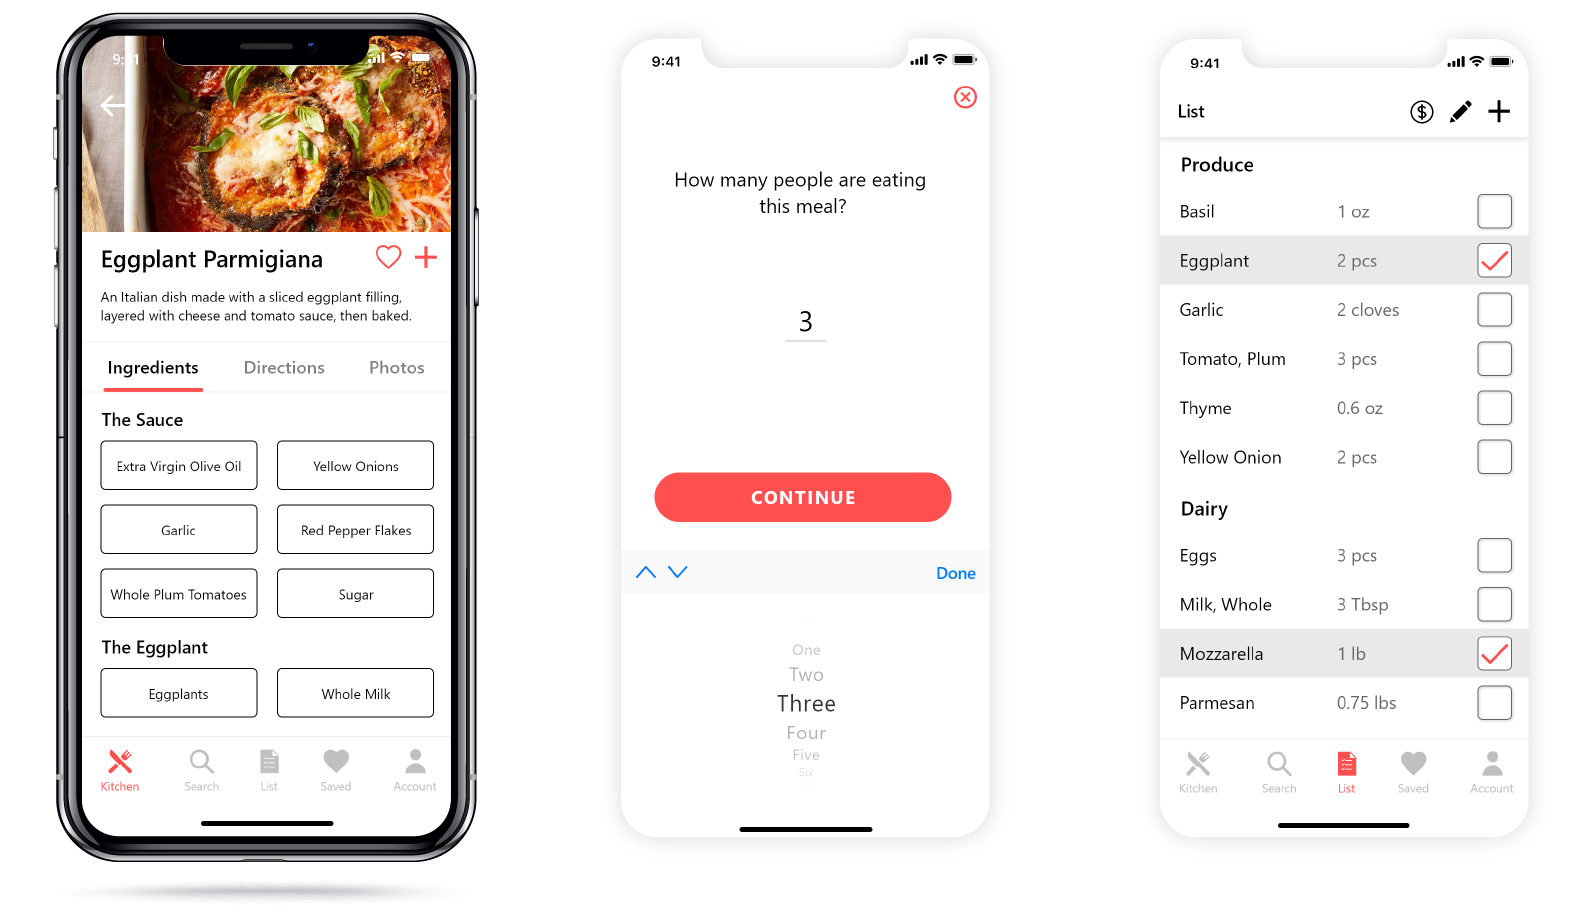 9:41
Eggplant Parmigiana
An Italian dish made with a sliced eggplant filling,
layered with cheese and tomato sauce, then baked.
Ingredients Directions Photos
The Sauce
Extra Virgin Olive Oil Yellow Onions
Garlic Red Pepper Flakes
Whole Plum Tomatoes Sugar
The Eggplant
Eggplants Whole Milk
Kitchen Search List Saved Account
9:41
How many people are eating
this meal?
3
CONTINUE
Done
One
Two
Three
Four
Five
Six
9:41
List
Produce
Basil 1 oz
Eggplant 2 pcs
Garlic 2 cloves
Tomato, Plum 3 pcs
Thyme 0.6 oz
Yellow Onion 2 pcs
Dairy
Eggs 3 pcs
Milk, Whole 3 Tbsp
Mozzarella 1 lb
Parmesan 0.75 lbs
Kitchen Search List Saved Account